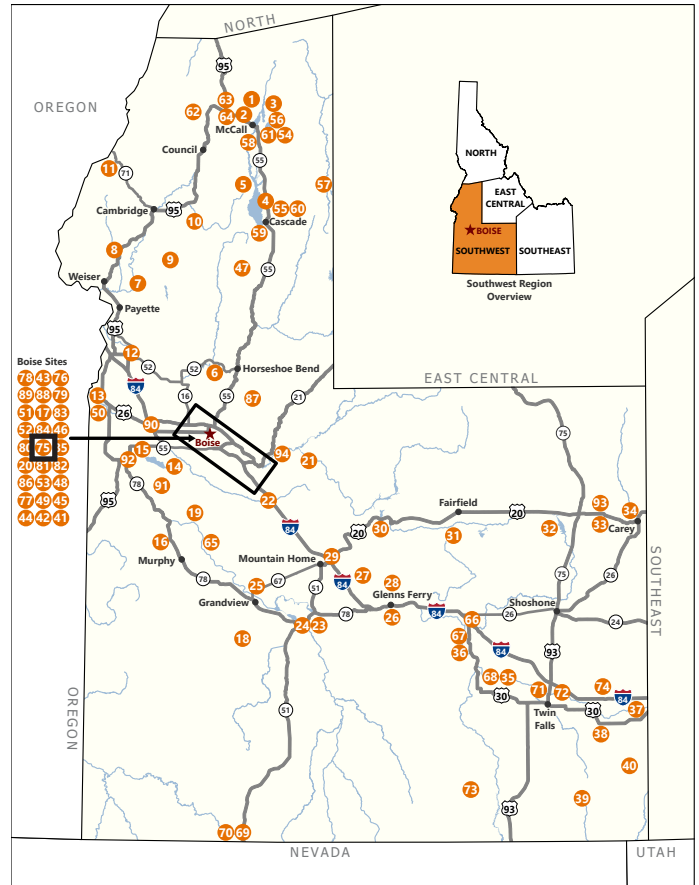 NORTH
95
OREGON
63 1 3
62 64 2 56
McCall 61 54
58
Council 55
11 71
5 57
4
Cambridge 95 55 60
10 Cascade
59
8
9 47
55
Weiser 7
Payette
95
NORTH
EAST
CENTRAL
BOISE
SOUTHWEST SOUTHEAST
Southwest Region
Overview
12
52 52 Horseshoe Bend
6
84
16 55 87 21
EAST CENTRAL
Boise Sites
78 43 76
89 88 79
51 17 83
52 84 46
80 75 85
20 81 82
86 53 48
77 49 45
44 42 41
13
50 26
90
Boise
15 55
92 14
94 21
78 91
95
22
19
84
16 65
Murphy
78
75
Fairfield
20
93 34
30 20
31 32 33 Carey
Mountain Home 29
67
25 51 84 27
28
Grandview
Glenns Ferry
78
24 23 26
18
84
75 26
Shoshone
26 66
24
67
36 84 93
68 35
30
71 72 74
84
30 37
Twin
Falls
38
40
73 39
93
51
70 69
OREGON
SOUTHEAST
NEVADA
UTAH